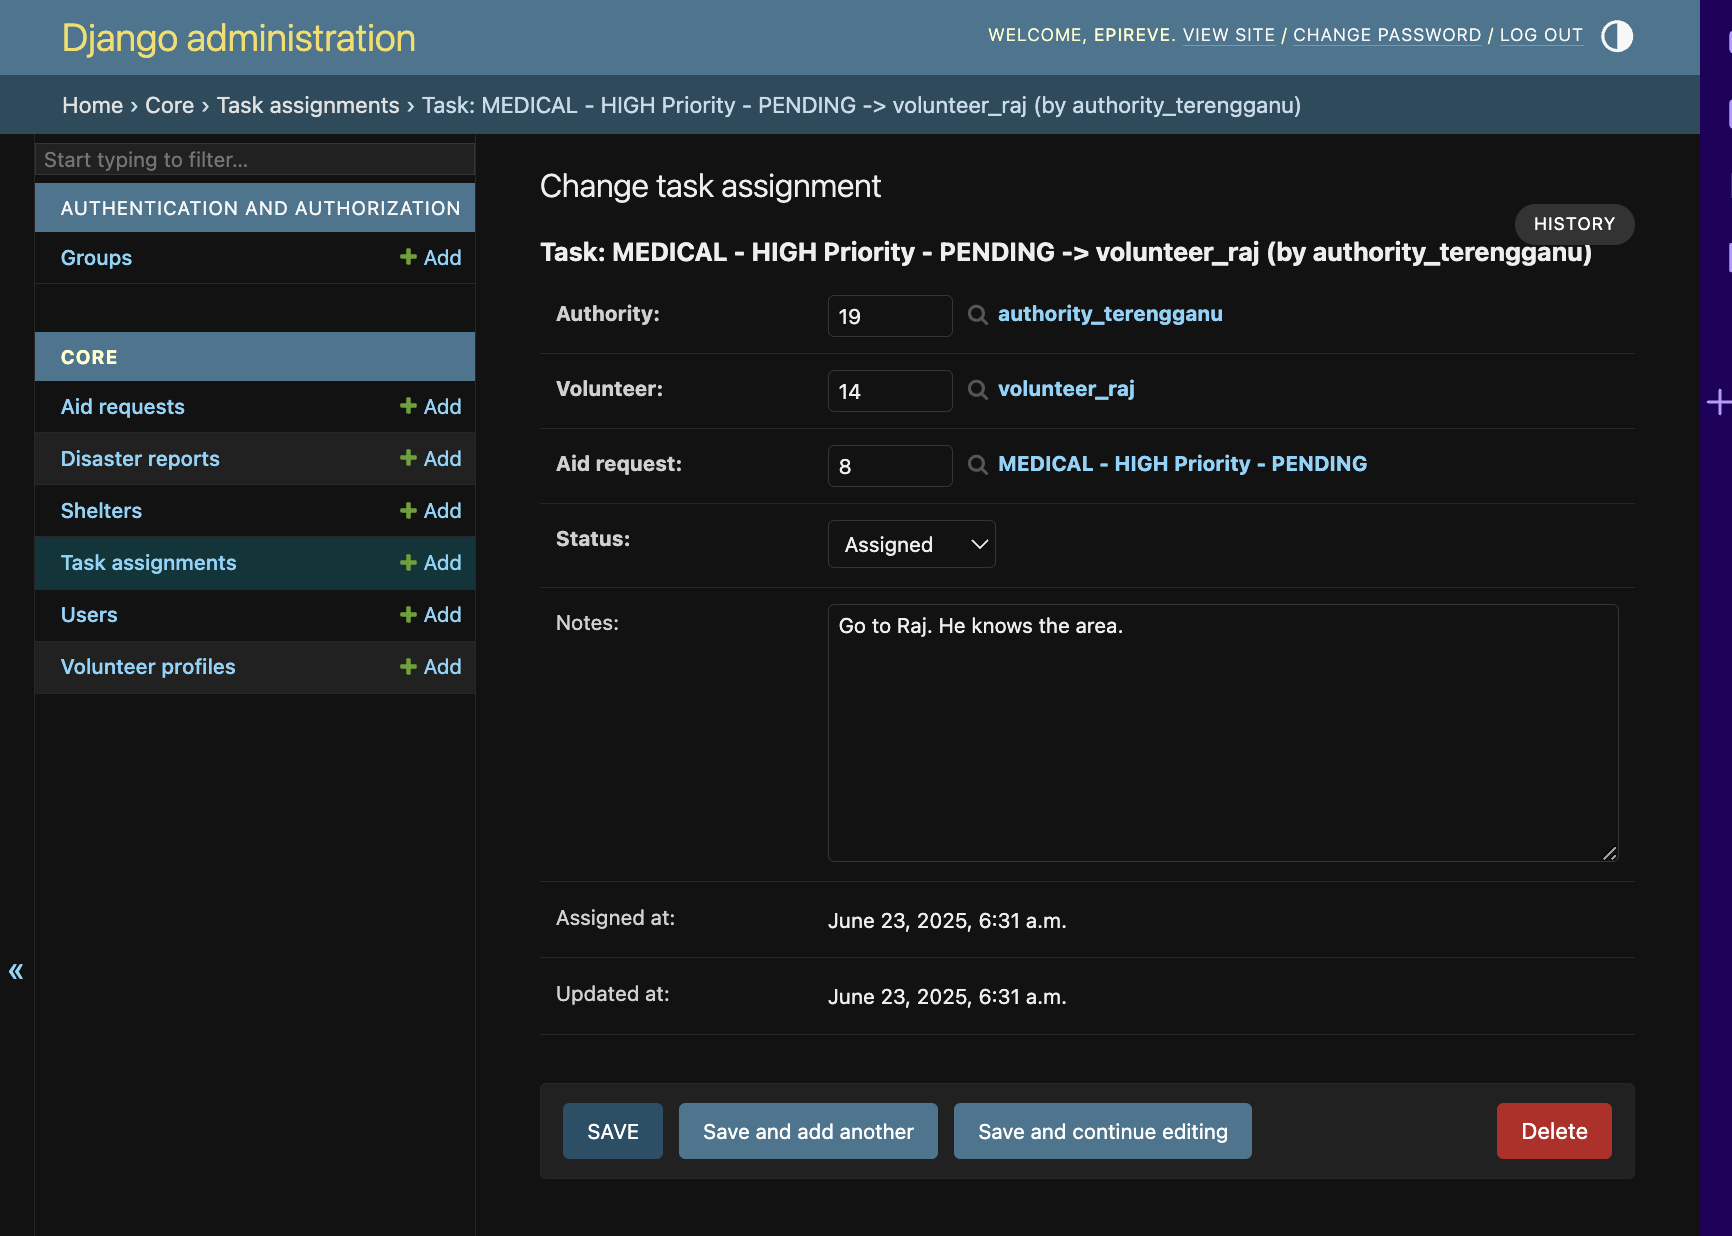 Django administration
WELCOME, EPIREVE. VIEW SITE / CHANGE PASSWORD / LOG OUT
Home › Core › Task assignments › Task: MEDICAL - HIGH Priority - PENDING -> volunteer_raj (by authority_terengganu)
Start typing to filter...
AUTHENTICATION AND AUTHORIZATION
Groups
Add
CORE
Aid requests
Add
Disaster reports
Add
Shelters
Add
Task assignments
Add
Users
Add
Volunteer profiles
Add
«
Change task assignment
HISTORY
Task: MEDICAL - HIGH Priority - PENDING -> volunteer_raj (by authority_terengganu)
Authority:
19
authority_terengganu
Volunteer:
14
volunteer_raj
Aid request:
8
MEDICAL - HIGH Priority - PENDING
Status:
Assigned
Notes:
Go to Raj. He knows the area.
Assigned at:
June 23, 2025, 6:31 a.m.
Updated at:
June 23, 2025, 6:31 a.m.
SAVE
Save and add another
Save and continue editing
Delete